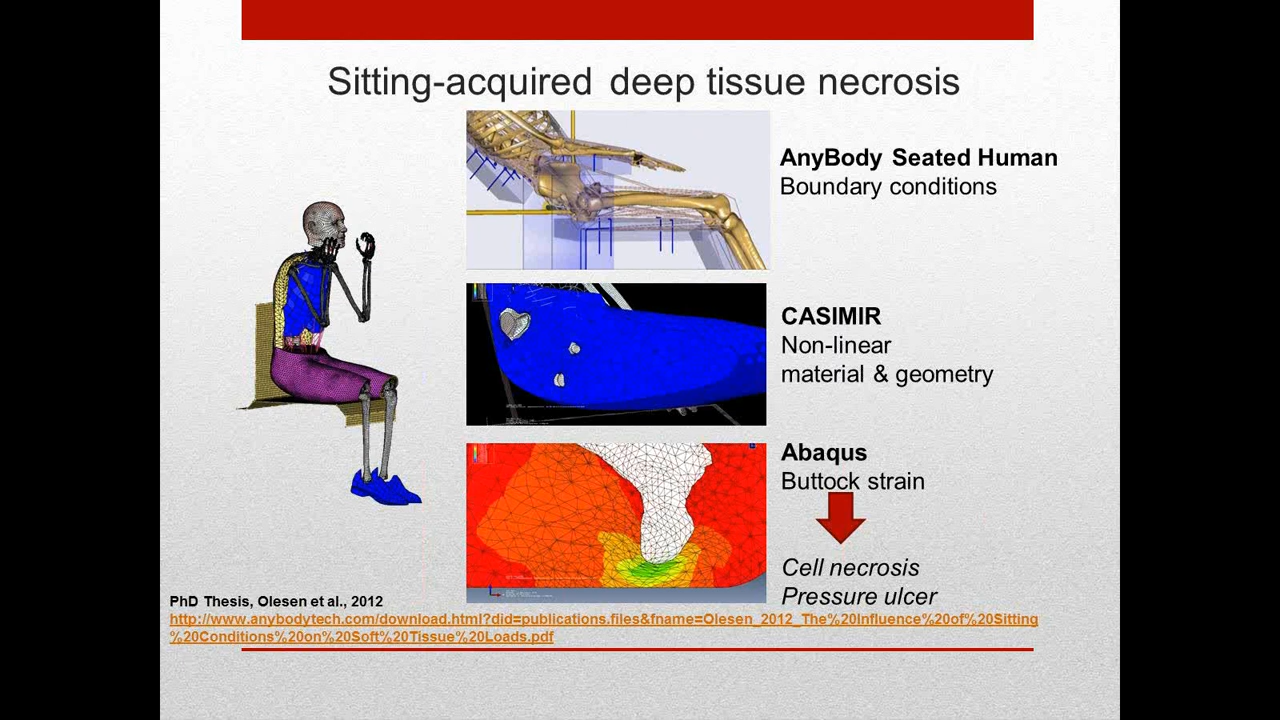 Sitting-acquired deep tissue necrosis
AnyBody Seated Human
Boundary conditions
CASIMIR
Non-linear
material & geometry
Abaqus
Buttock strain
Cell necrosis
Pressure ulcer
PhD Thesis, Olesen et al., 2012
http://www.anybodytech.com/download.html?did=publications.files&fname=Olesen_2012_The%20Influence%20of%20Sitting
%20Conditions%20on%20Soft%20Tissue%20Loads.pdf